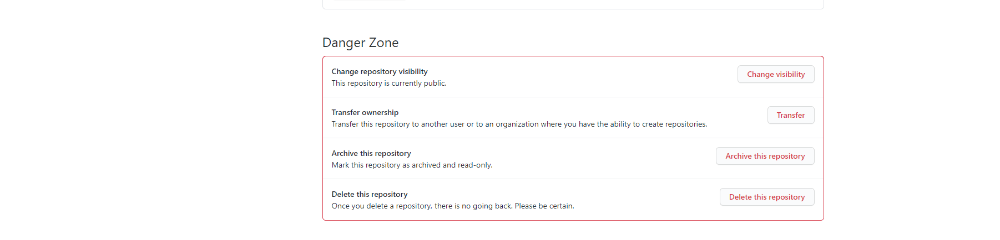 Danger Zone
Change repository visibility
This repository is currently public.
Change visibility
Transfer ownership
Transfer this repository to another user or to an organization where you have the ability to create repositories.
Transfer
Archive this repository
Mark this repository as archived and read-only.
Archive this repository
Delete this repository
Once you delete a repository, there is no going back. Please be certain.
Delete this repository